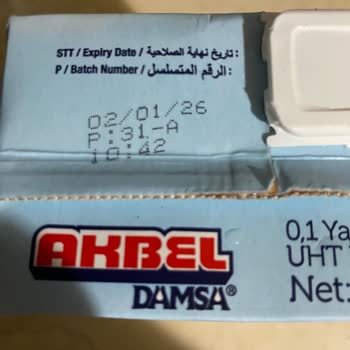 STT / Expiry Date / تاريخ نهاية الصلاحية :
P / Batch Number / الرقم المتسلسل :
02/01/26
P:31-A
10:42
AKBEL
DAMSA®
0,1 Ya
UHT
Net: